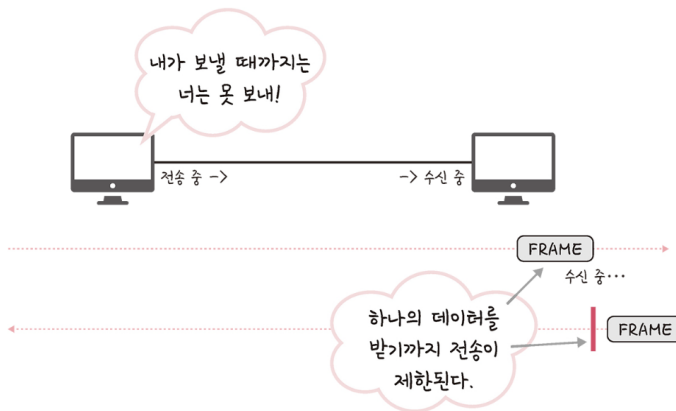 내가 보낼 때까지는
너는 못 보내!
전송 중 ->
-> 수신 중
FRAME
수신 중···
하나의 데이터를
받기까지 전송이
제한된다.
FRAME